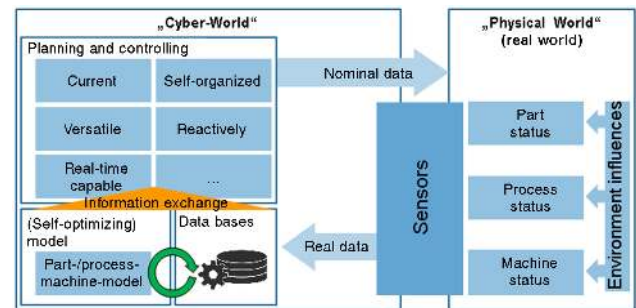 „Cyber-World“
Planning and controlling
Current
Self-organized
Versatile
Reactively
Real-time
capable
...
Information exchange
(Self-optimizing)
model
Data bases
Part-/process-
machine-model
Nominal data
Real data
Sensors
„Physical World“
(real world)
Part
status
Process
status
Machine
status
Environment influences